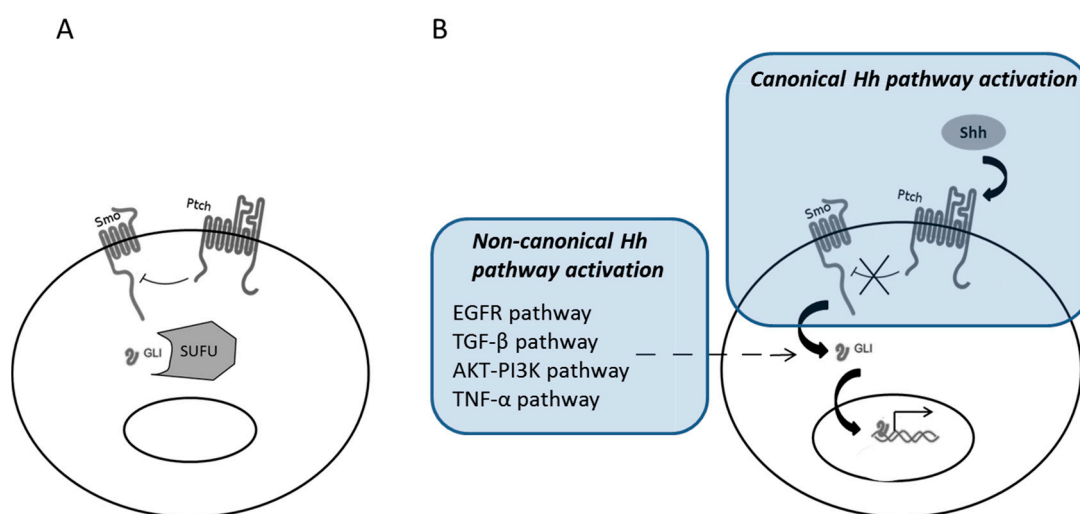 A
Smo
Ptch
GLI
SUFU
B
Canonical Hh pathway activation
Shh
Smo
Ptch
Non-canonical Hh
pathway activation
EGFR pathway
TGF-β pathway
AKT-PI3K pathway
TNF-α pathway
GLI